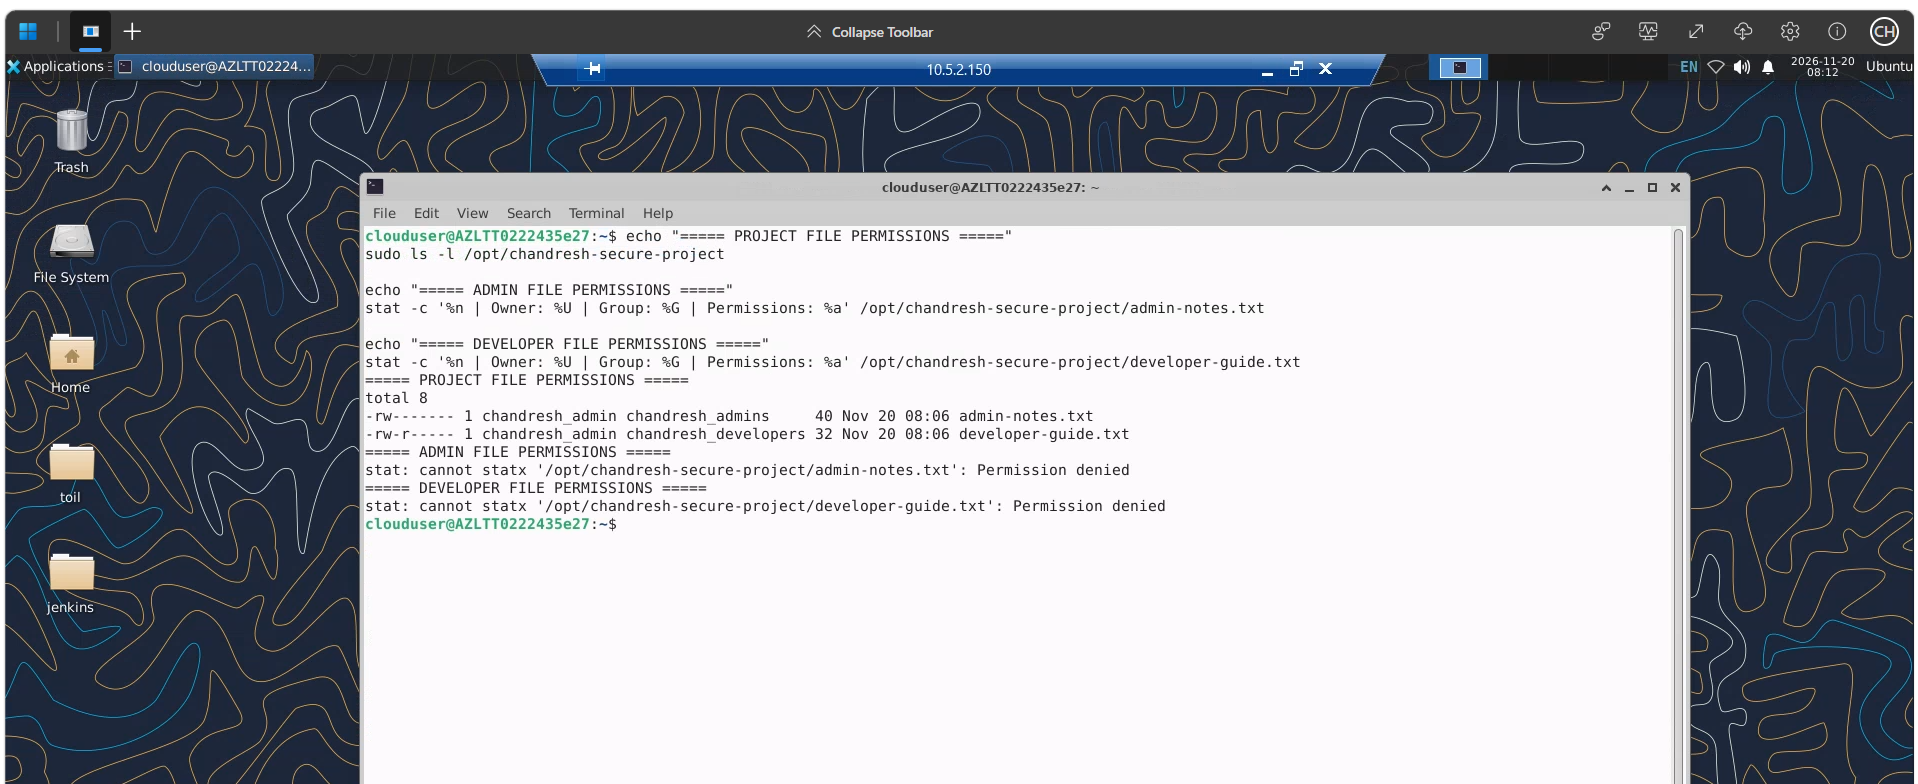 Collapse Toolbar
CH
Applications
clouduser@AZLTT02224...
10.5.2.150
EN
2026-11-20
08:12
Ubuntu
Trash
File System
Home
toil
jenkins
clouduser@AZLTT0222435e27: ~
File Edit View Search Terminal Help
clouduser@AZLTT0222435e27:~$ echo "===== PROJECT FILE PERMISSIONS ====="
sudo ls -l /opt/chandresh-secure-project
echo "===== ADMIN FILE PERMISSIONS ====="
stat -c '%n | Owner: %U | Group: %G | Permissions: %a' /opt/chandresh-secure-project/admin-notes.txt
echo "===== DEVELOPER FILE PERMISSIONS ====="
stat -c '%n | Owner: %U | Group: %G | Permissions: %a' /opt/chandresh-secure-project/developer-guide.txt
===== PROJECT FILE PERMISSIONS =====
total 8
-rw------- 1 chandresh_admin chandresh_admins     40 Nov 20 08:06 admin-notes.txt
-rw-r----- 1 chandresh_admin chandresh_developers 32 Nov 20 08:06 developer-guide.txt
===== ADMIN FILE PERMISSIONS =====
stat: cannot statx '/opt/chandresh-secure-project/admin-notes.txt': Permission denied
===== DEVELOPER FILE PERMISSIONS =====
stat: cannot statx '/opt/chandresh-secure-project/developer-guide.txt': Permission denied
clouduser@AZLTT0222435e27:~$